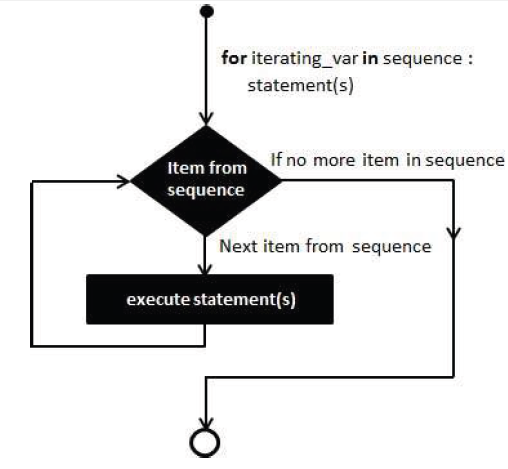 for iterating_var in sequence :
statement(s)
If no more item in sequence
Item from
sequence
Next item from sequence
execute statement(s)